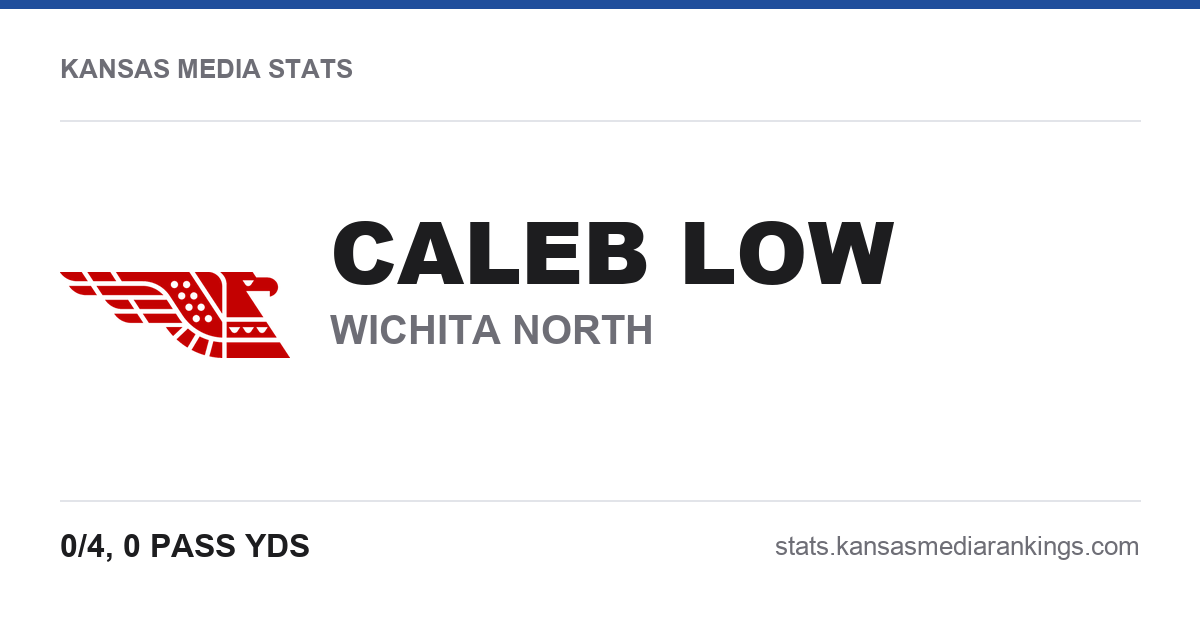 KANSAS MEDIA STATS
CALEB LOW
WICHITA NORTH
0/4, 0 PASS YDS
stats.kansasmediarankings.com